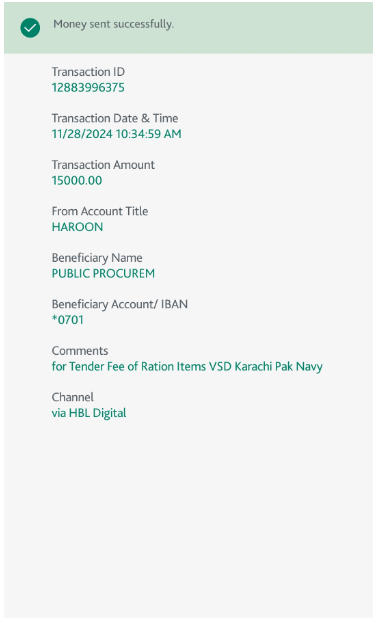 Money sent successfully.
Transaction ID
12883996375
Transaction Date & Time
11/28/2024 10:34:59 AM
Transaction Amount
15000.00
From Account Title
HAROON
Beneficiary Name
PUBLIC PROCUREM
Beneficiary Account/ IBAN
*0701
Comments
for Tender Fee of Ration Items VSD Karachi Pak Navy
Channel
via HBL Digital